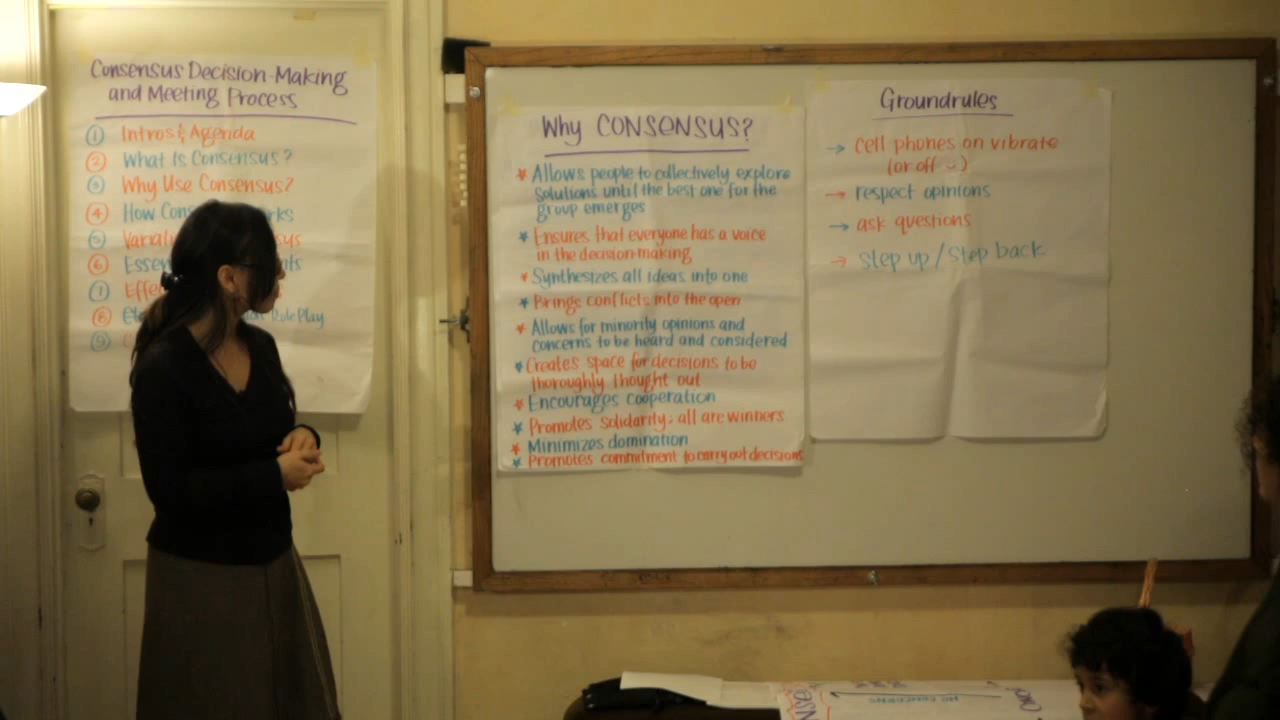 Consensus Decision-Making
and Meeting Process
① Intros & Agenda
② What Is Consensus?
③ Why Use Consensus?
④ How
⑤
⑥
⑦
⑧ Role Play
⑨
Why CONSENSUS?
* Allows people to collectively explore
solutions until the best one for the
group emerges
* Ensures that everyone has a voice
in the decision-making
* Synthesizes all ideas into one
* Brings conflicts into the open
* Allows for minority opinions and
concerns to be heard and considered
* Creates space for decisions to be
thoroughly thought out
* Encourages cooperation
* Promotes solidarity; all are winners
* Minimizes domination
* Promotes commitment to carry out decisions
Groundrules
→ cell phones on vibrate
(or off ☺)
→ respect opinions
→ ask questions
→ step up / step back